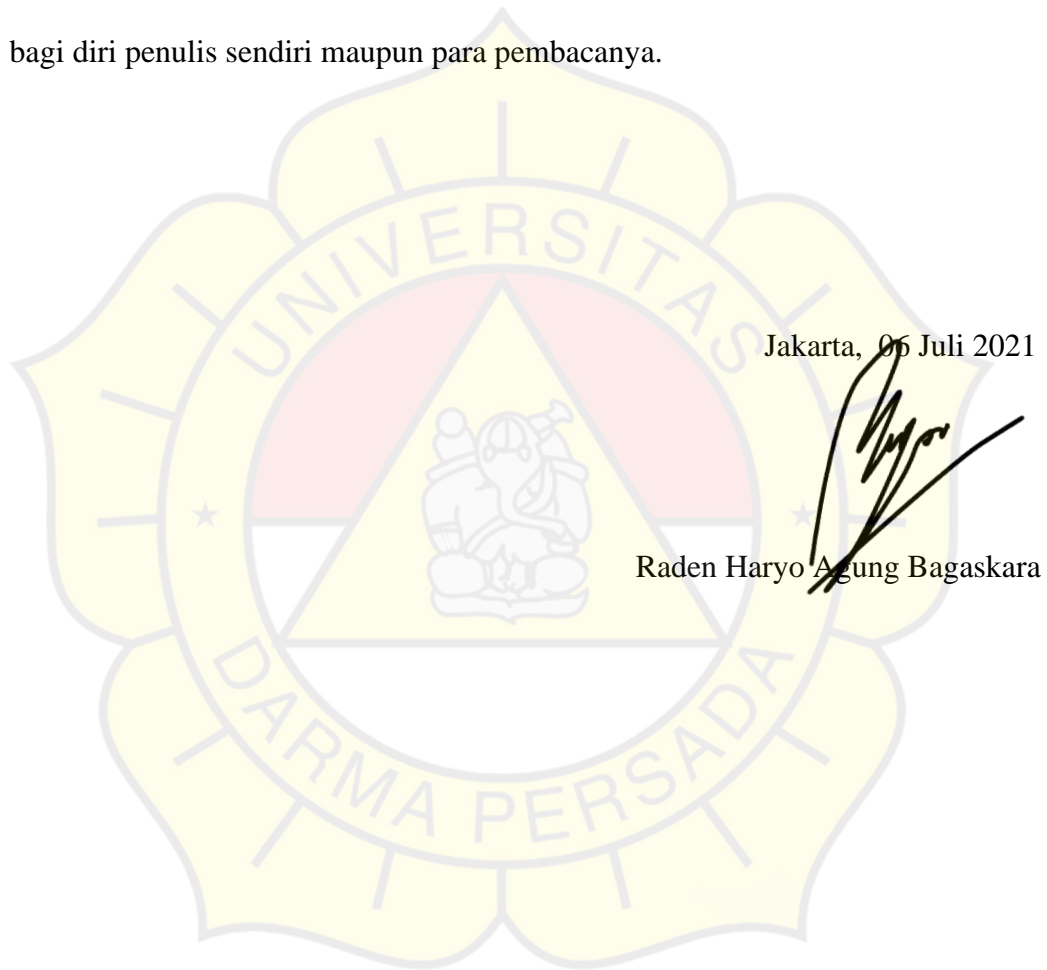 bagi diri penulis sendiri maupun para pembacanya.
UNIVERSITAS
Jakarta,  06 Juli 2021
Raden Haryo Agung Bagaskara
DARMA PERSADA